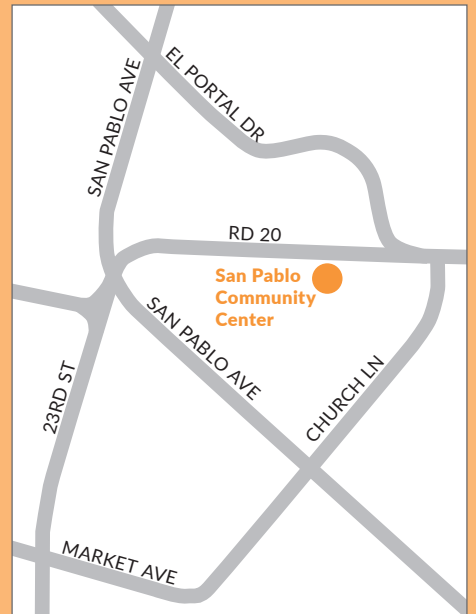 SAN PABLO AVE
EL PORTAL DR
RD 20
San Pablo
Community
Center
SAN PABLO AVE
23RD ST
CHURCH LN
MARKET AVE